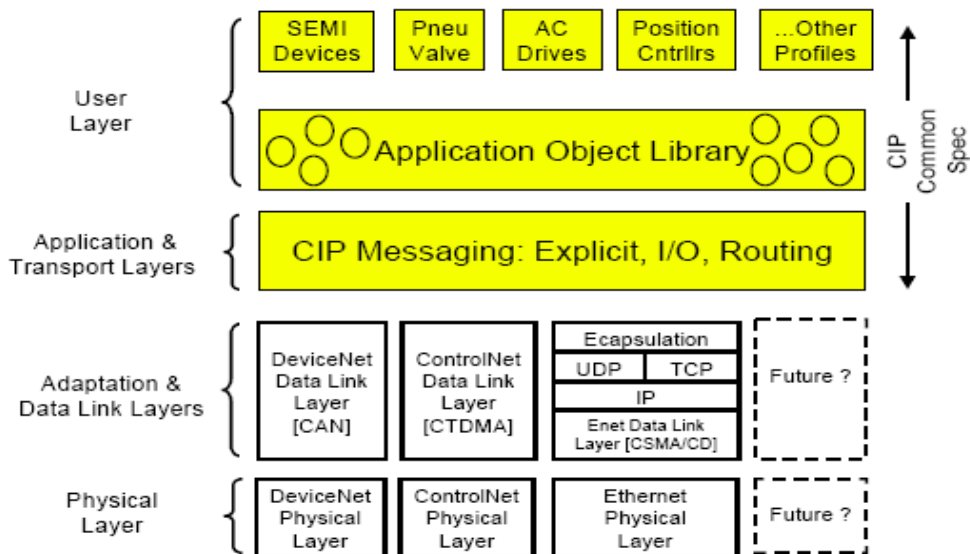 SEMI
Devices
Pneu
Valve
AC
Drives
Position
Cntrllrs
...Other
Profiles
User
Layer
Application Object Library
CIP
Common
Spec
Application &
Transport Layers
CIP Messaging: Explicit, I/O, Routing
Adaptation &
Data Link Layers
DeviceNet
Data Link
Layer
[CAN]
ControlNet
Data Link
Layer
[CTDMA]
Ecapsulation
UDP
TCP
IP
Enet Data Link
Layer [CSMA/CD]
Future ?
Physical
Layer
DeviceNet
Physical
Layer
ControlNet
Physical
Layer
Ethernet
Physical
Layer
Future ?